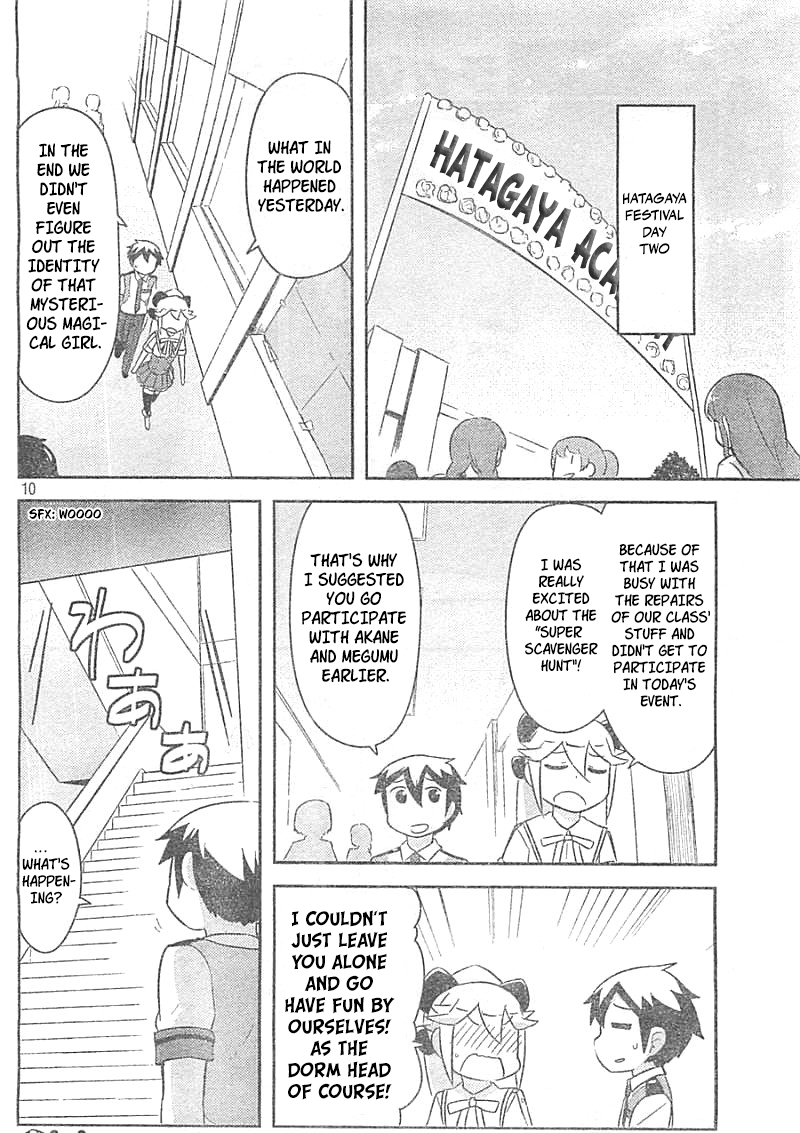 HATAGAYA ACA
HATAGAYA
FESTIVAL
DAY
TWO
WHAT IN
THE WORLD
HAPPENED
YESTERDAY.
IN THE
END WE
DIDN'T
EVEN
FIGURE
OUT THE
IDENTITY
OF THAT
MYSTERI-
OUS MAGI-
CAL GIRL.
10
BECAUSE OF
THAT I WAS
BUSY WITH
THE REPAIRS
OF OUR CLASS'
STUFF AND
DIDN'T GET TO
PARTICIPATE
IN TODAY'S
EVENT.
I WAS
REALLY
EXCITED
ABOUT THE
"SUPER
SCAVENGER
HUNT"!
THAT'S WHY
I SUGGESTED
YOU GO
PARTICIPATE
WITH AKANE
AND MEGUMU
EARLIER.
I COULDN'T
JUST LEAVE
YOU ALONE
AND GO
HAVE FUN BY
OURSELVES!
AS THE
DORM HEAD
OF COURSE!
SFX: WOOOO
わぁぁ
...
WHAT'S
HAPPEN-
ING?